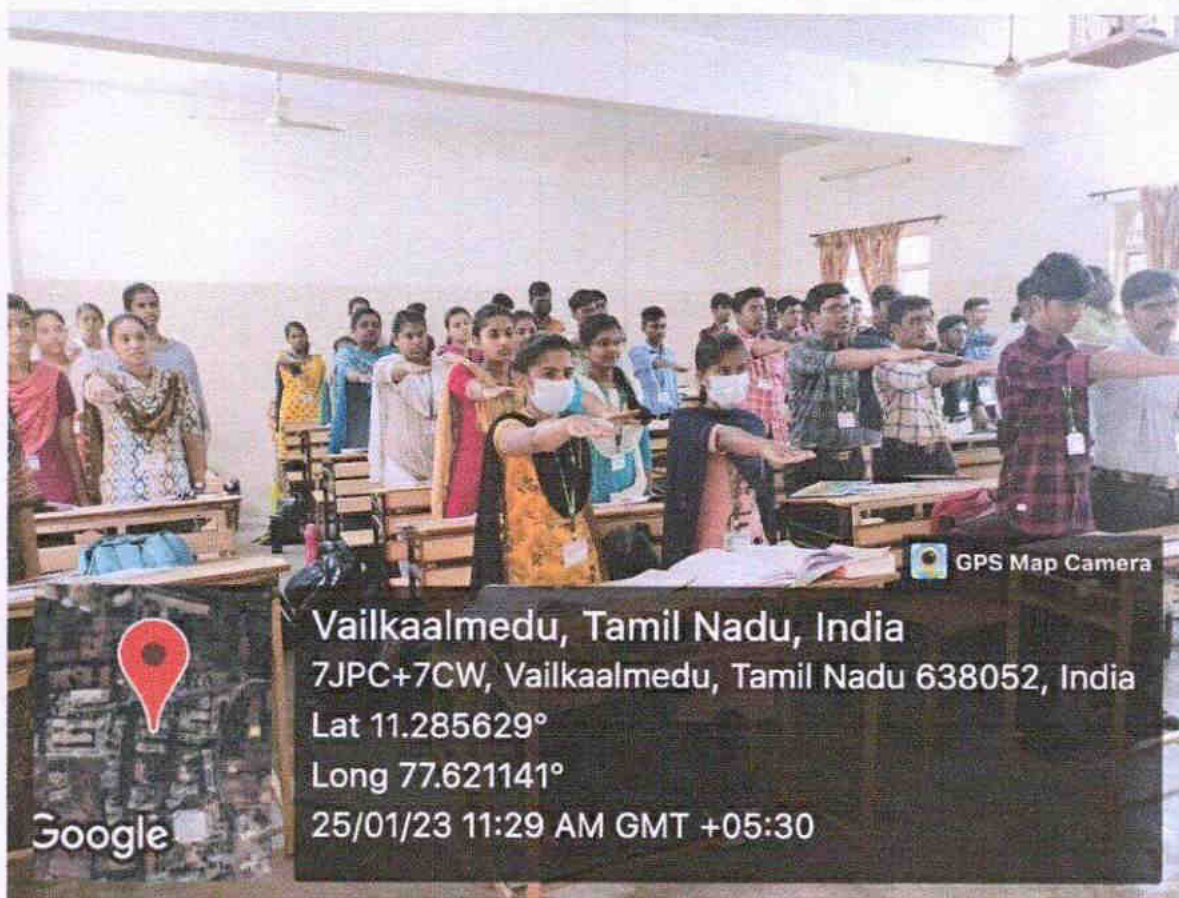 GPS Map Camera
Vailkaalmedu, Tamil Nadu, India
7JPC+7CW, Vailkaalmedu, Tamil Nadu 638052, India
Lat 11.285629°
Long 77.621141°
25/01/23 11:29 AM GMT +05:30
Google